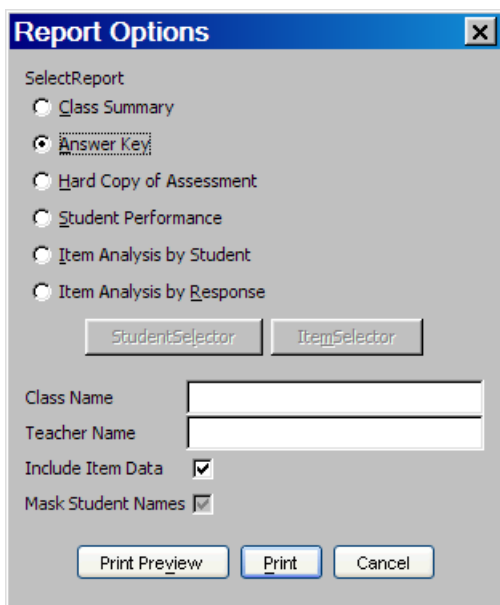 Report Options
SelectReport
Class Summary
Answer Key
Hard Copy of Assessment
Student Performance
Item Analysis by Student
Item Analysis by Response
StudentSelector ItemSelector
Class Name
Teacher Name
Include Item Data
Mask Student Names
Print Preview Print Cancel